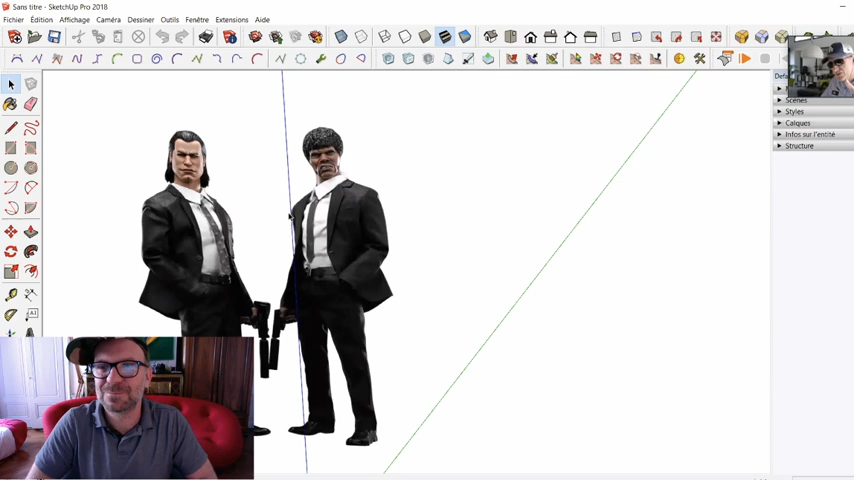 Sans titre - SketchUp Pro 2018
Fichier Édition Affichage Caméra Dessiner Outils Fenêtre Extensions Aide
Scènes
Styles
Calques
Infos sur l'entité
Structure